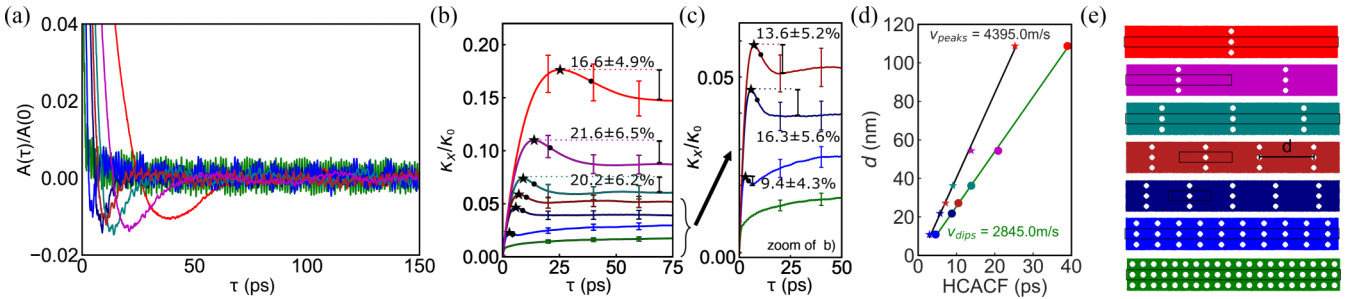 (a)
A(τ)/A(0)
0.04
0.02
0.00
−0.02
0
50
100
150
τ (ps)
(b)
κx/κ0
0.20
0.15
0.10
0.05
0.00
0
25
50
75
τ (ps)
16.6±4.9%
21.6±6.5%
20.2±6.2%
(c)
κx/κ0
0.05
0.00
0
25
50
τ (ps)
13.6±5.2%
16.3±5.6%
9.4±4.3%
zoom of b)
(d)
d (nm)
120
100
80
60
40
20
0
0
10
20
30
40
HCACF (ps)
vpeaks = 4395.0m/s
vdips = 2845.0m/s
(e)
d